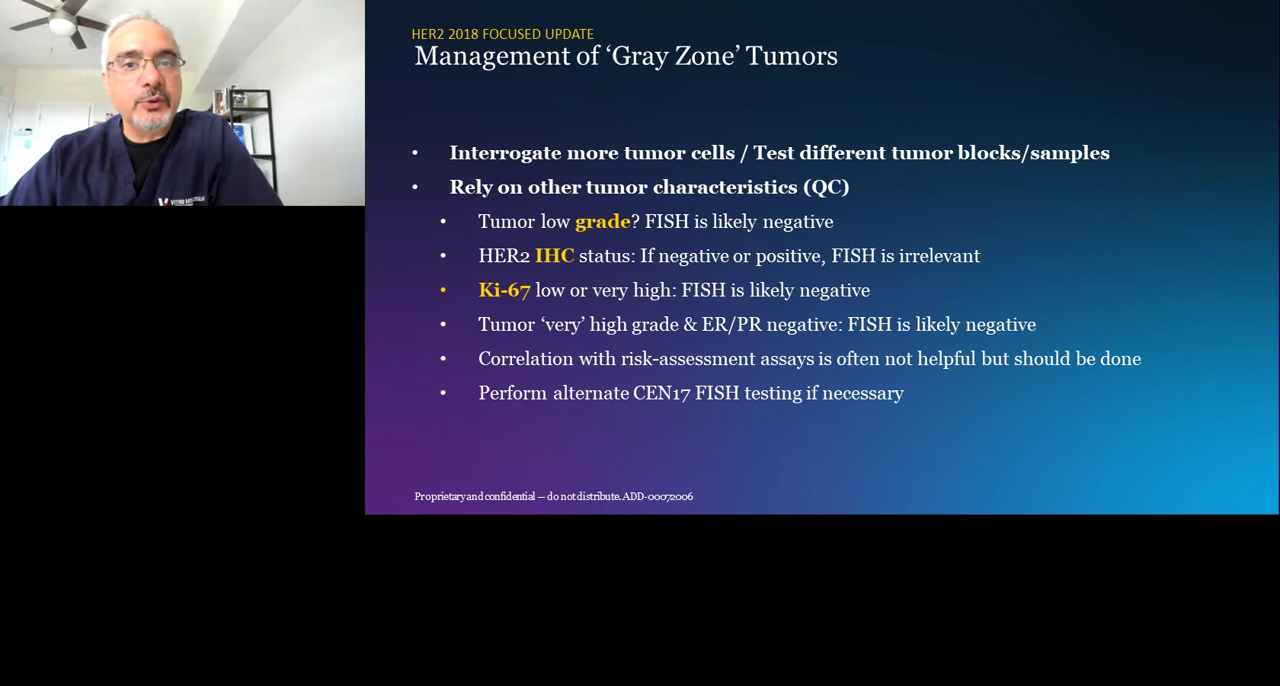 HER2 2018 FOCUSED UPDATE
Management of ‘Gray Zone’ Tumors
• Interrogate more tumor cells / Test different tumor blocks/samples
• Rely on other tumor characteristics (QC)
• Tumor low grade? FISH is likely negative
• HER2 IHC status: If negative or positive, FISH is irrelevant
• Ki-67 low or very high: FISH is likely negative
• Tumor ‘very’ high grade & ER/PR negative: FISH is likely negative
• Correlation with risk-assessment assays is often not helpful but should be done
• Perform alternate CEN17 FISH testing if necessary
Proprietary and confidential — do not distribute. ADD-00072006